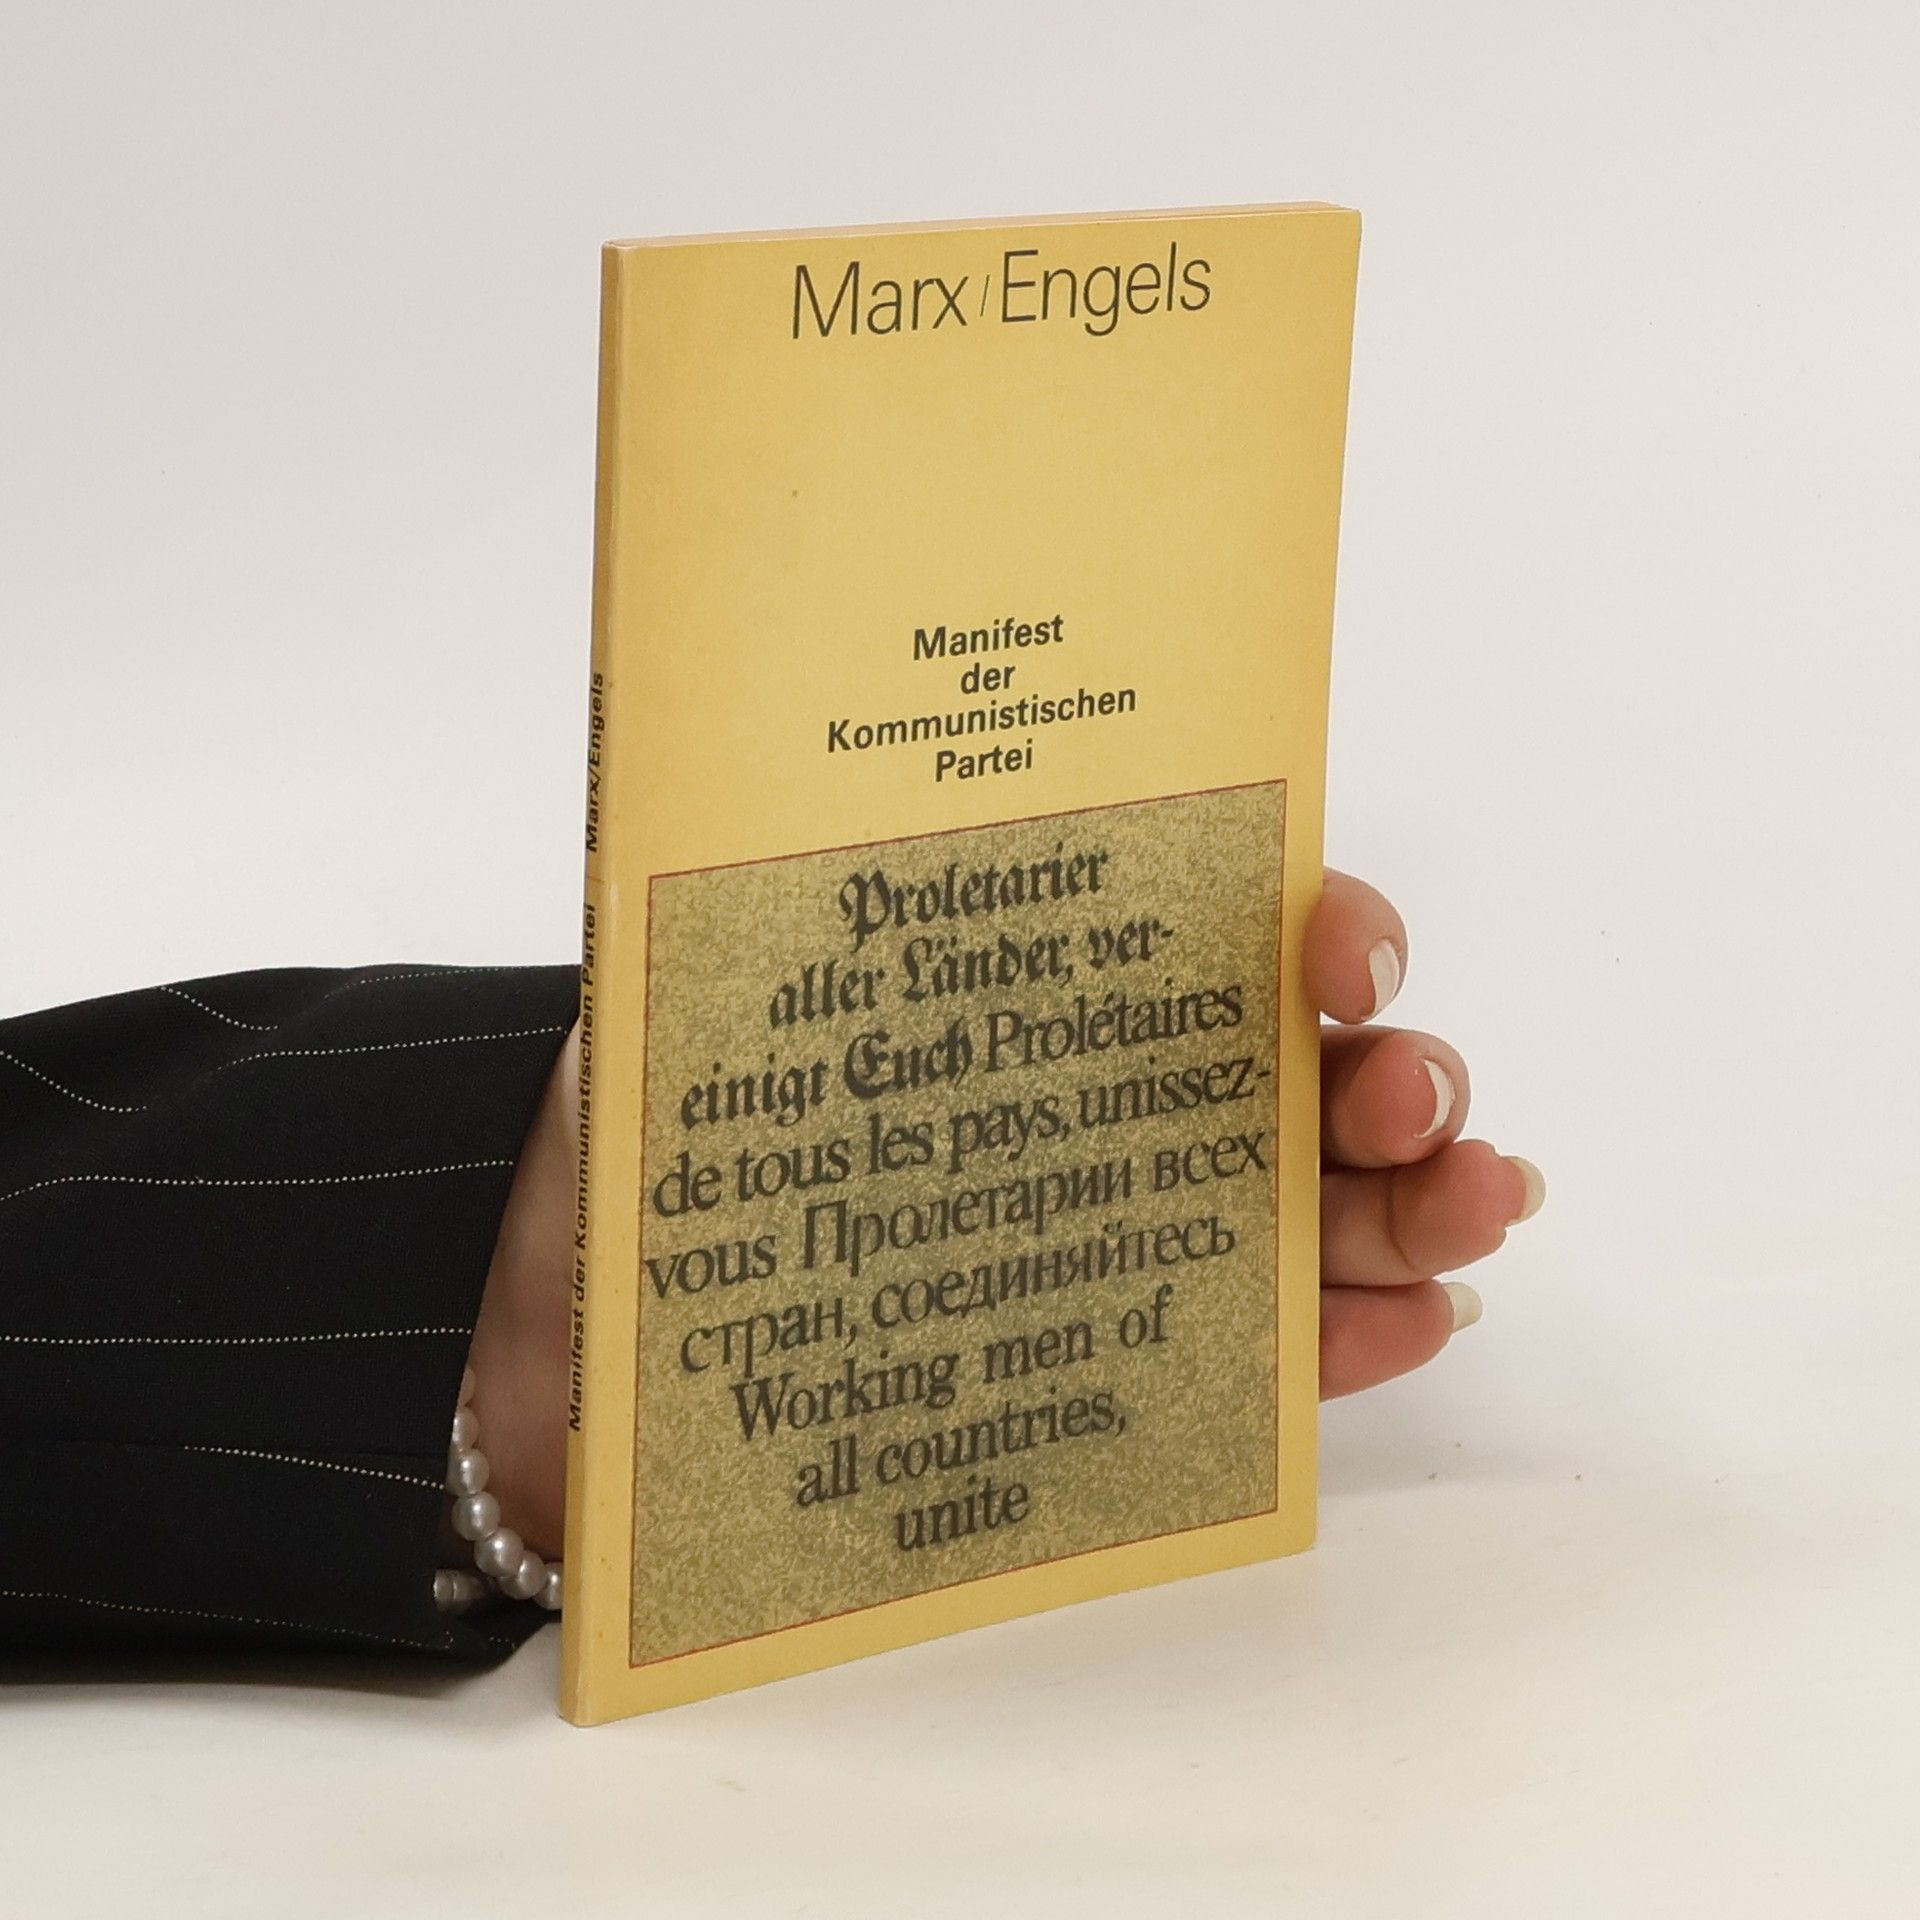 Marx/Engels
Manifest
der
Kommunistischen
Partei
Proletarier
aller Länder, ver-
einigt Euch Prolétaires
de tous les pays, unissez-
vous Пролетарии всех
стран, соединяйтесь
Working men of
all countries,
unite
Manifest der Kommunistischen Partei | Marx/Engels